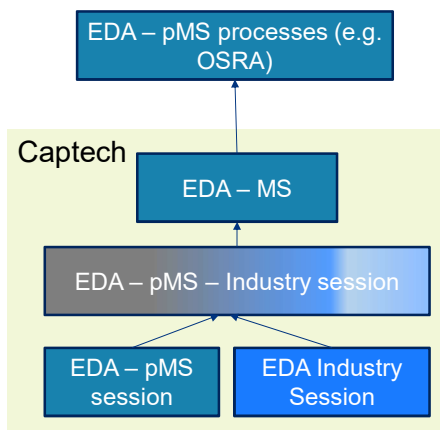 EDA – pMS processes (e.g.
OSRA)
Captech
EDA – MS
EDA – pMS – Industry session
EDA – pMS
session
EDA Industry
Session